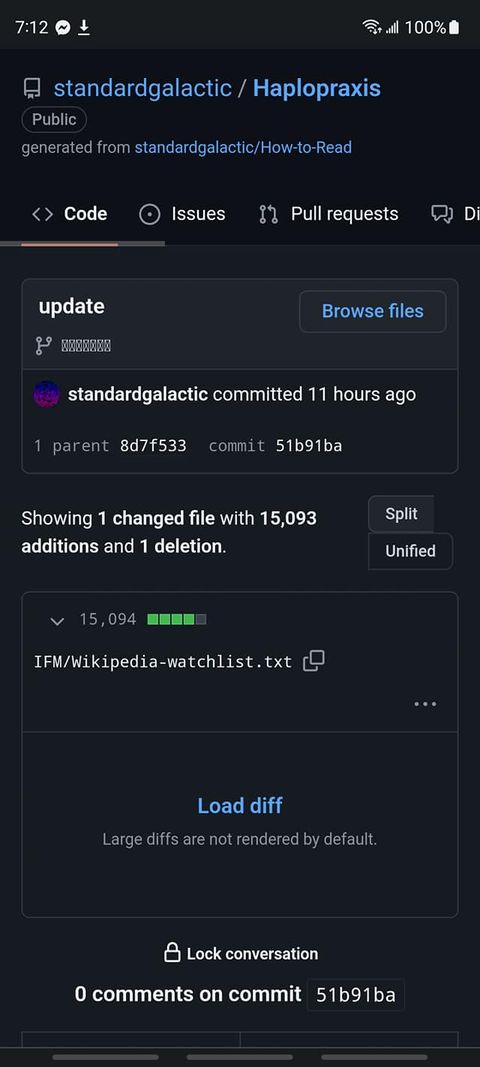 7:12 100%
standardgalactic / Haplopraxis
Public
generated from standardgalactic/How-to-Read
Code Issues Pull requests Di
update Browse files
standardgalactic committed 11 hours ago
1 parent 8d7f533 commit 51b91ba
Showing 1 changed file with 15,093
additions and 1 deletion.
Split
Unified
15,094
IFM/Wikipedia-watchlist.txt
Load diff
Large diffs are not rendered by default.
Lock conversation
0 comments on commit 51b91ba